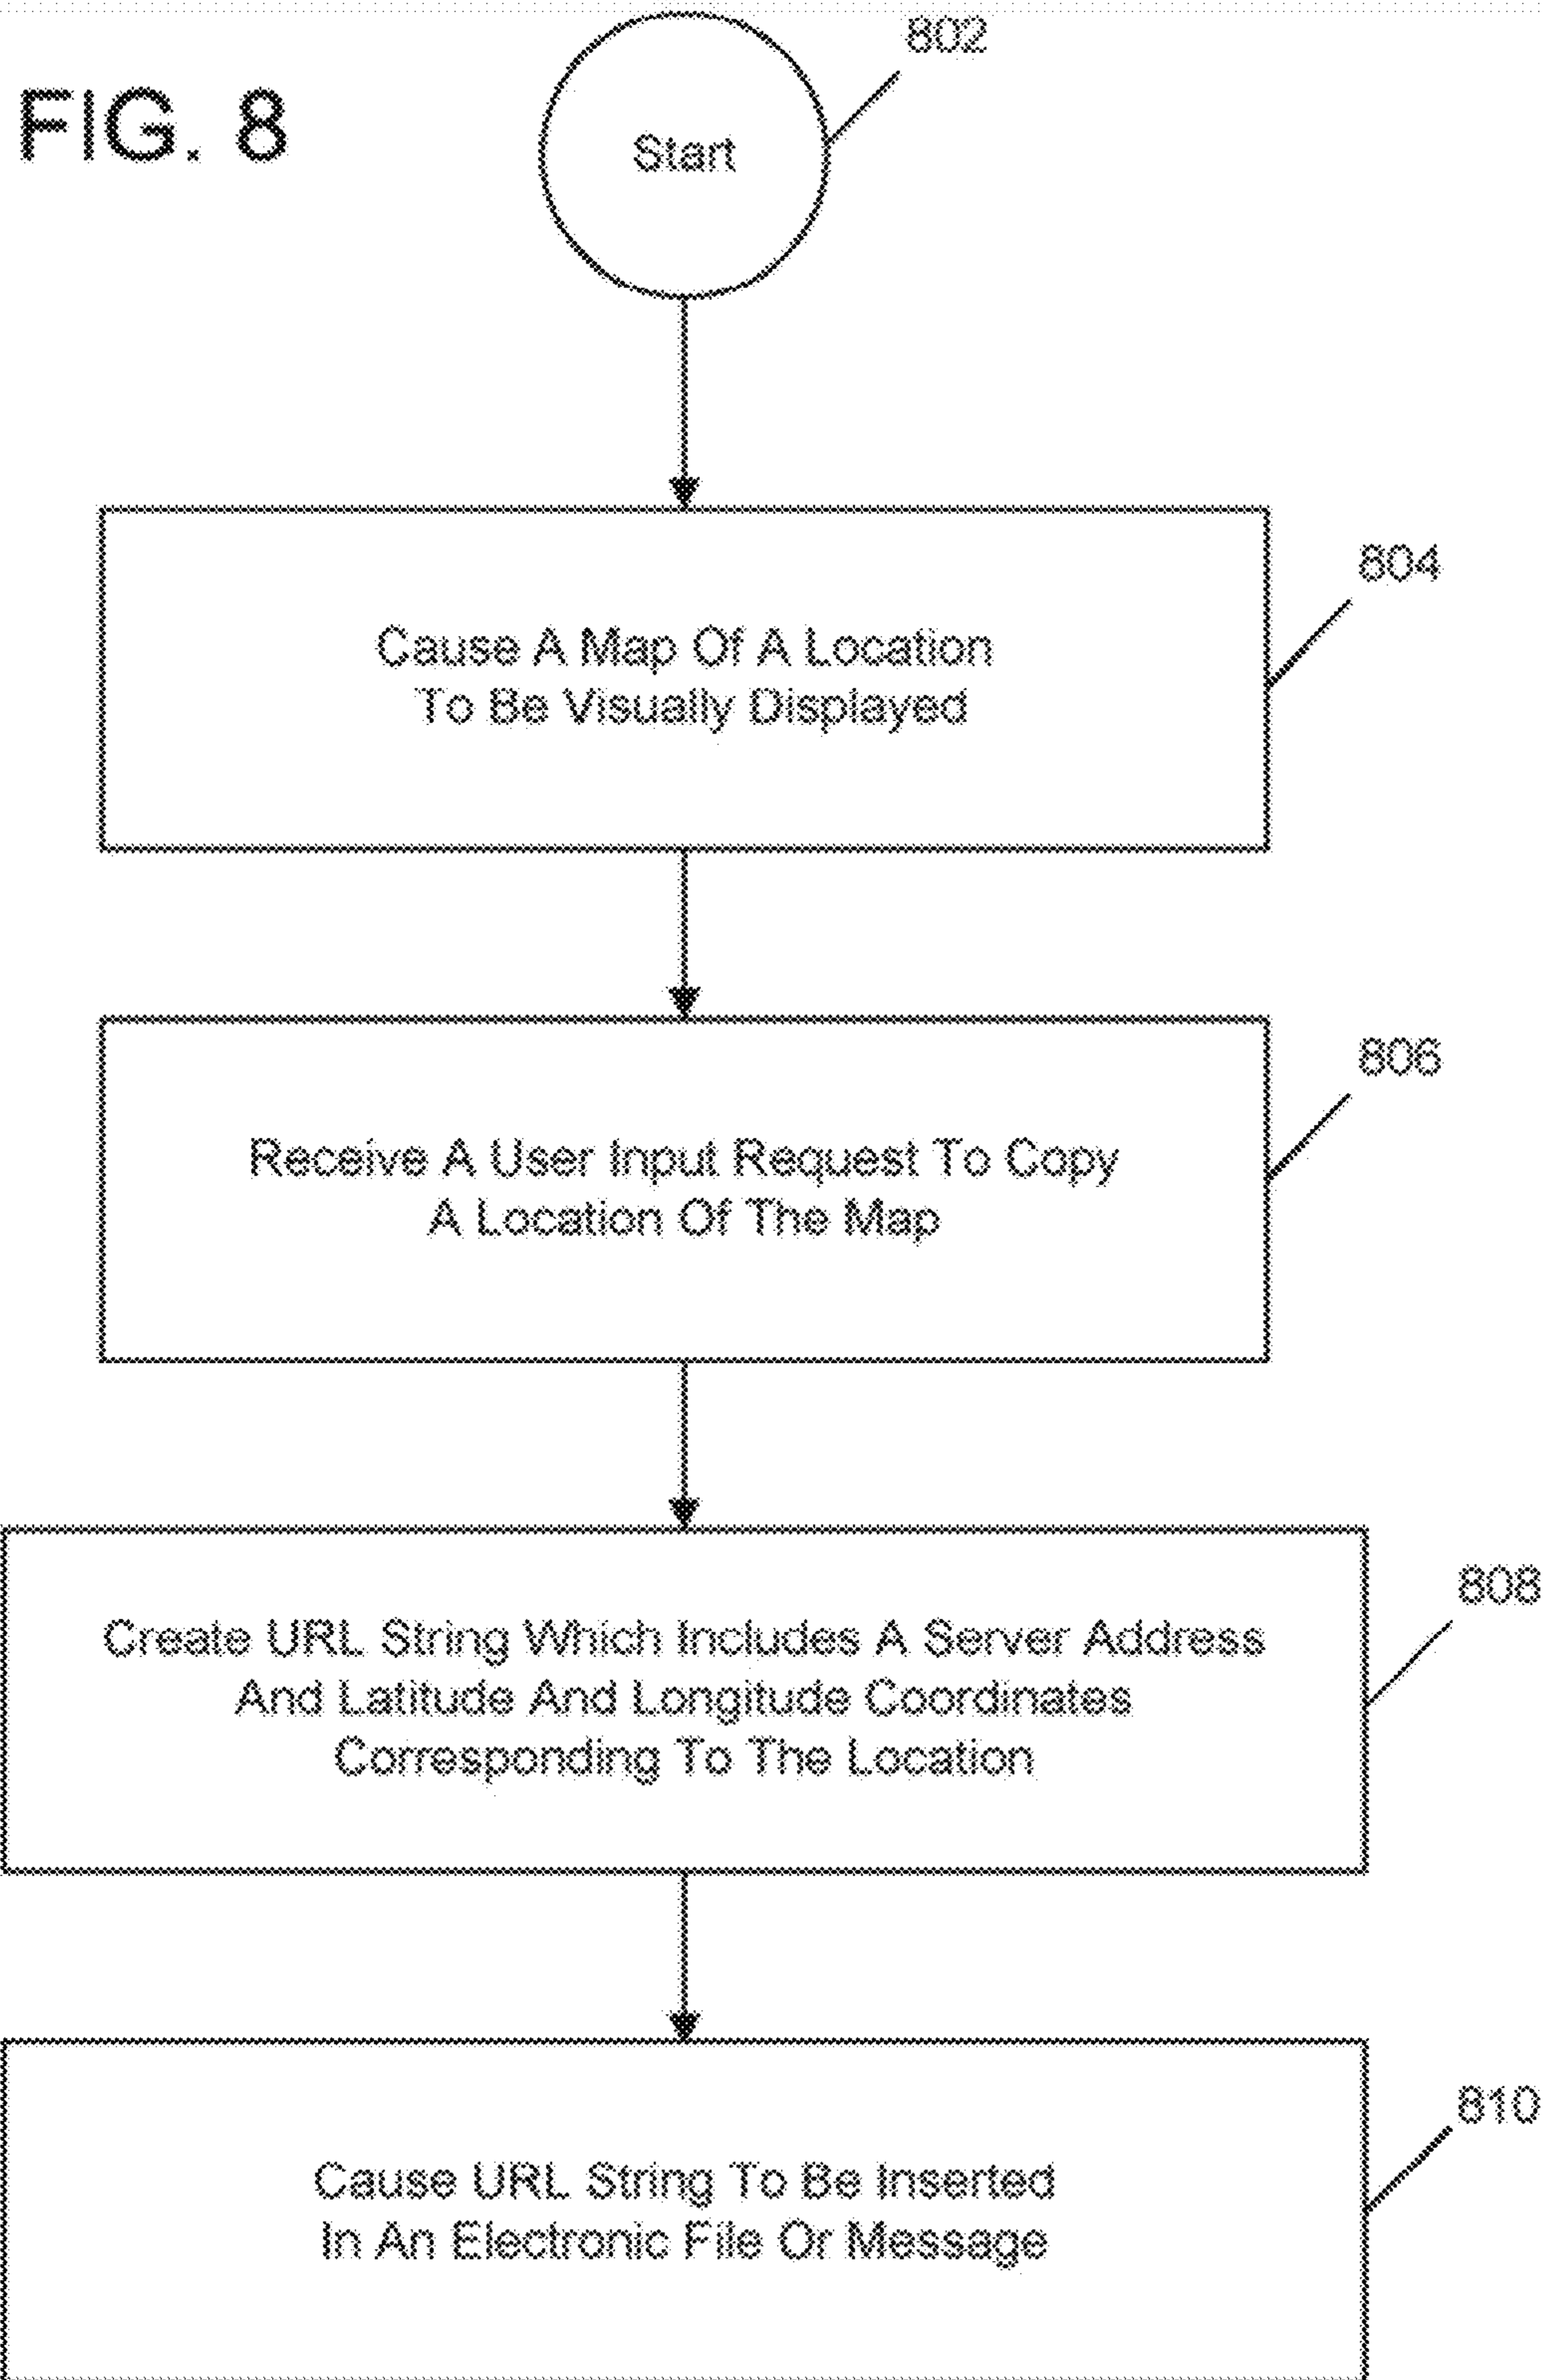 FIG. 8
802
Start
804
Cause A Map Of A Location
To Be Visually Displayed
806
Receive A User Input Request To Copy
A Location Of The Map
808
Create URL String Which Includes A Server Address
And Latitude And Longitude Coordinates
Corresponding To The Location
810
Cause URL String To Be Inserted
In An Electronic File Or Message